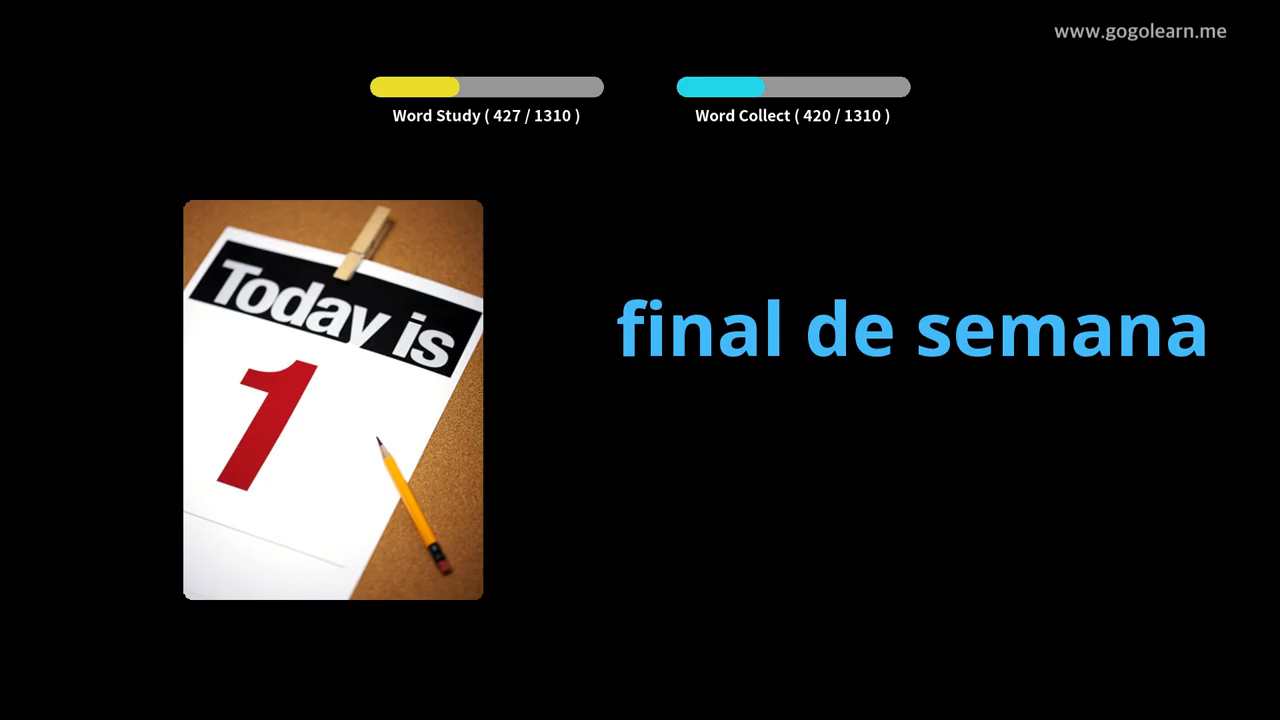 www.gogolearn.me
Word Study ( 427 / 1310 )
Word Collect ( 420 / 1310 )
Today is
1
final de semana